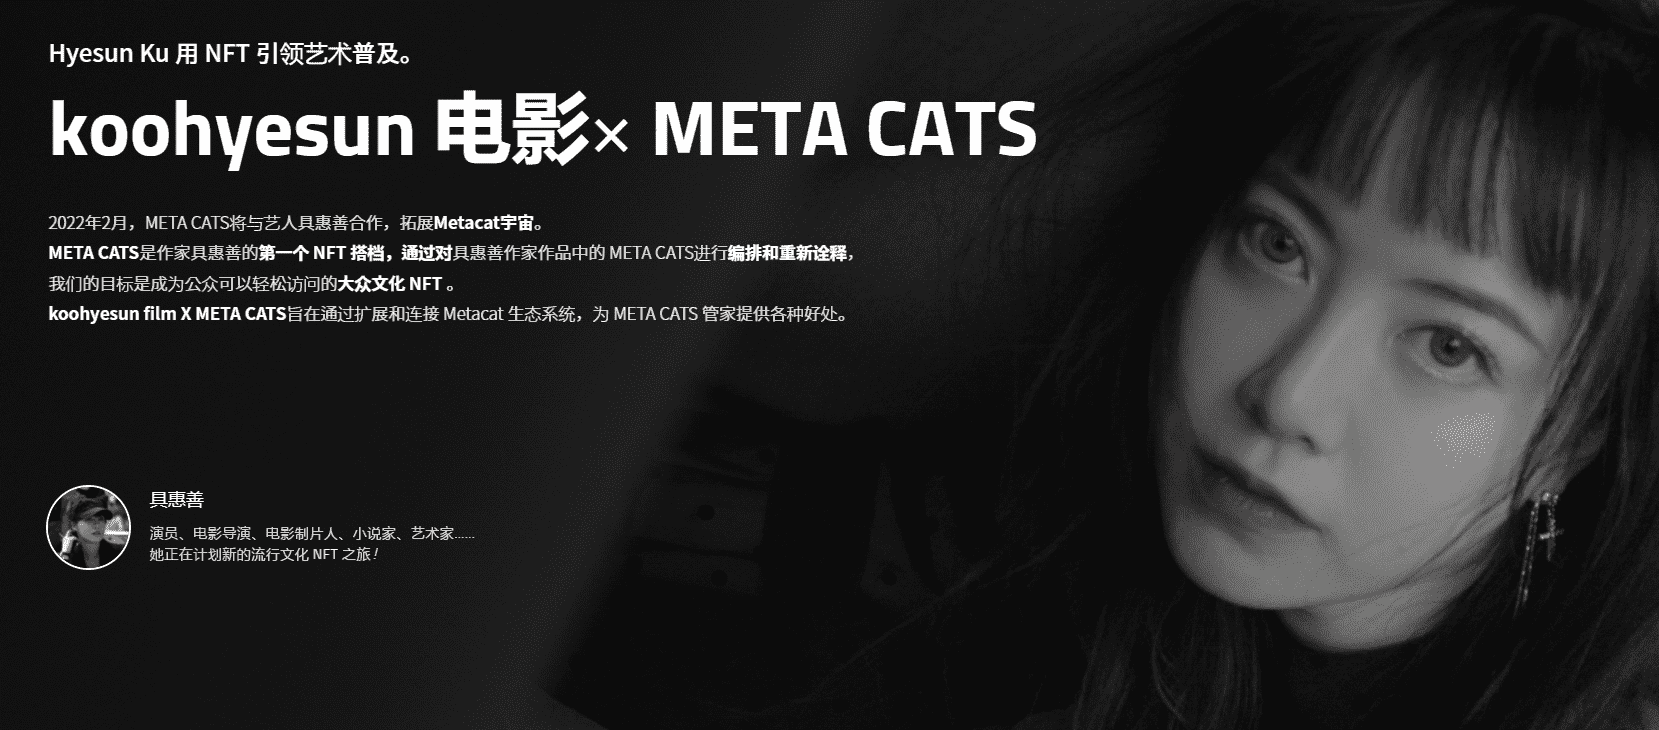 Hyesun Ku 用 NFT 引领艺术普及。
koohyesun 电影× META CATS
2022年2月，META CATS将与艺人具惠善合作，拓展Metacat宇宙。
META CATS是作家具惠善的第一个 NFT 搭档，通过对具惠善作家作品中的 META CATS进行编排和重新诠释，
我们的目标是成为公众可以轻松访问的大众文化 NFT 。
koohyesun film X META CATS旨在通过扩展和连接 Metacat 生态系统，为 META CATS 管家提供各种好处。
具惠善
演员、电影导演、电影制片人、小说家、艺术家......
她正在计划新的流行文化 NFT 之旅！